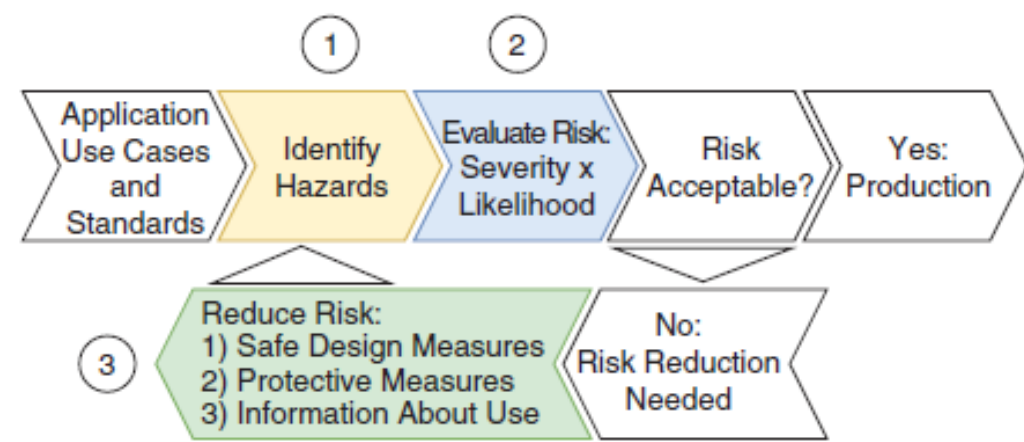 1
2
Application
Use Cases
and
Standards
Identify
Hazards
Evaluate Risk:
Severity x
Likelihood
Risk
Acceptable?
Yes:
Production
3
Reduce Risk:
1) Safe Design Measures
2) Protective Measures
3) Information About Use
No:
Risk Reduction
Needed